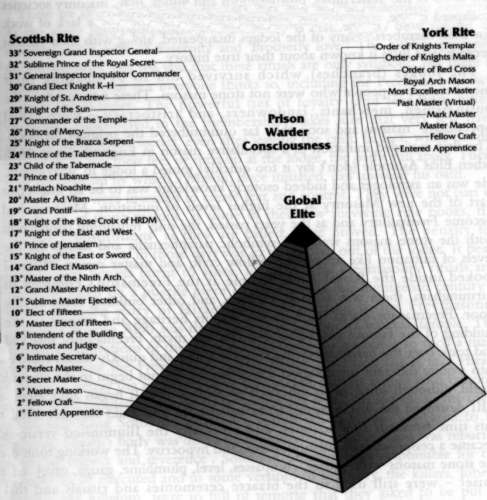 Scottish Rite
33° Sovereign Grand Inspector General
32° Sublime Prince of the Royal Secret
31° General Inspector Inquisitor Commander
30° Grand Elect Knight K–H
29° Knight of St. Andrew
28° Knight of the Sun
27° Commander of the Temple
26° Prince of Mercy
25° Knight of the Brazca Serpent
24° Prince of the Tabernacle
23° Child of the Tabernacle
22° Prince of Libanus
21° Patriach Noachite
20° Master Ad Vitam
19° Grand Pontif
18° Knight of the Rose Croix of HRDM
17° Knight of the East and West
16° Prince of Jerusalem
15° Knight of the East or Sword
14° Grand Elect Mason
13° Master of the Ninth Arch
12° Grand Master Architect
11° Sublime Master Ejected
10° Elect of Fifteen
9° Master Elect of Fifteen
8° Intendent of the Building
7° Provost and Judge
6° Intimate Secretary
5° Perfect Master
4° Secret Master
3° Master Mason
2° Fellow Craft
1° Entered Apprentice
Prison
Warder
Consciousness
Global
Elite
York Rite
Order of Knights Templar
Order of Knights Malta
Order of Red Cross
Royal Arch Mason
Most Excellent Master
Past Master (Virtual)
Mark Master
Master Mason
Fellow Craft
Entered Apprentice